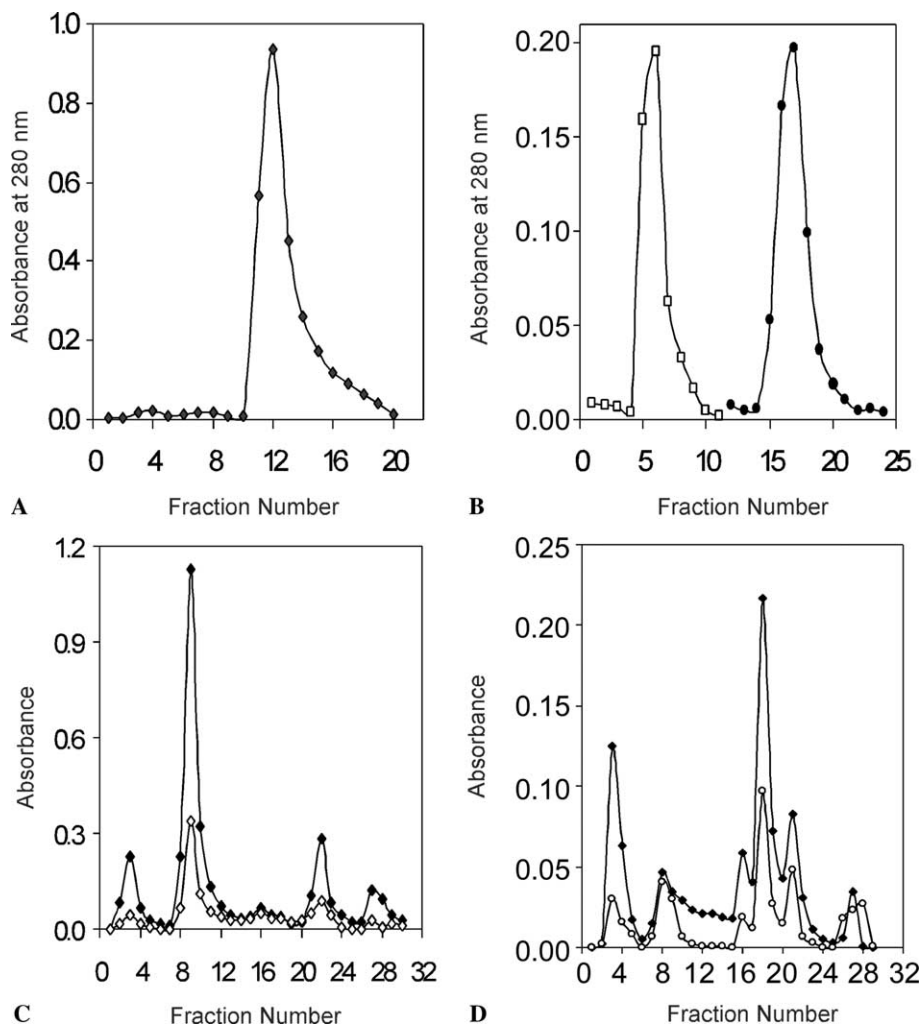 1.0
0.8
0.6
0.4
0.2
0.0
0 4 8 12 16 20
Absorbance at 280 nm
Fraction Number
A
0.20
0.15
0.10
0.05
0.00
0 5 10 15 20 25
Absorbance at 280 nm
Fraction Number
B
1.2
0.9
0.6
0.3
0.0
0 4 8 12 16 20 24 28 32
Absorbance
Fraction Number
C
0.25
0.20
0.15
0.10
0.05
0.00
0 4 8 12 16 20 24 28 32
Absorbance
Fraction Number
D